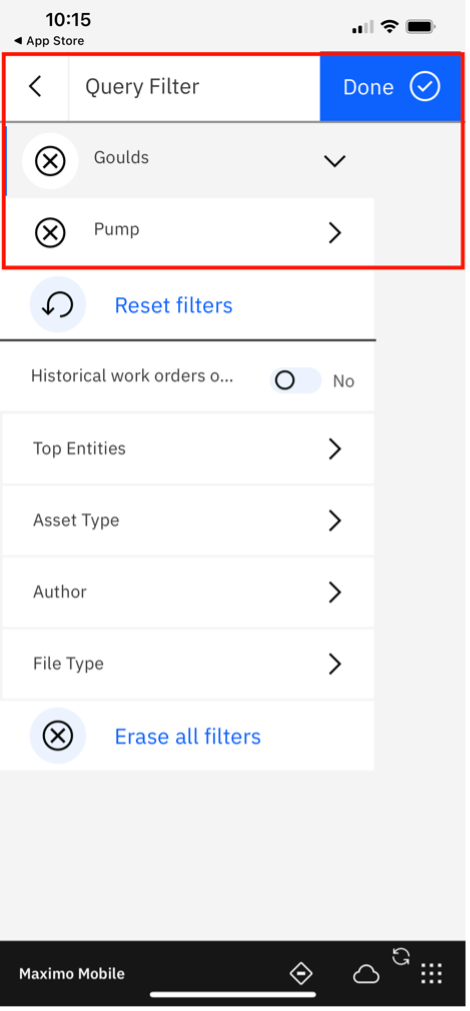 10:15
App Store
Query Filter
Done
Goulds
Pump
Reset filters
Historical work orders o...
No
Top Entities
Asset Type
Author
File Type
Erase all filters
Maximo Mobile